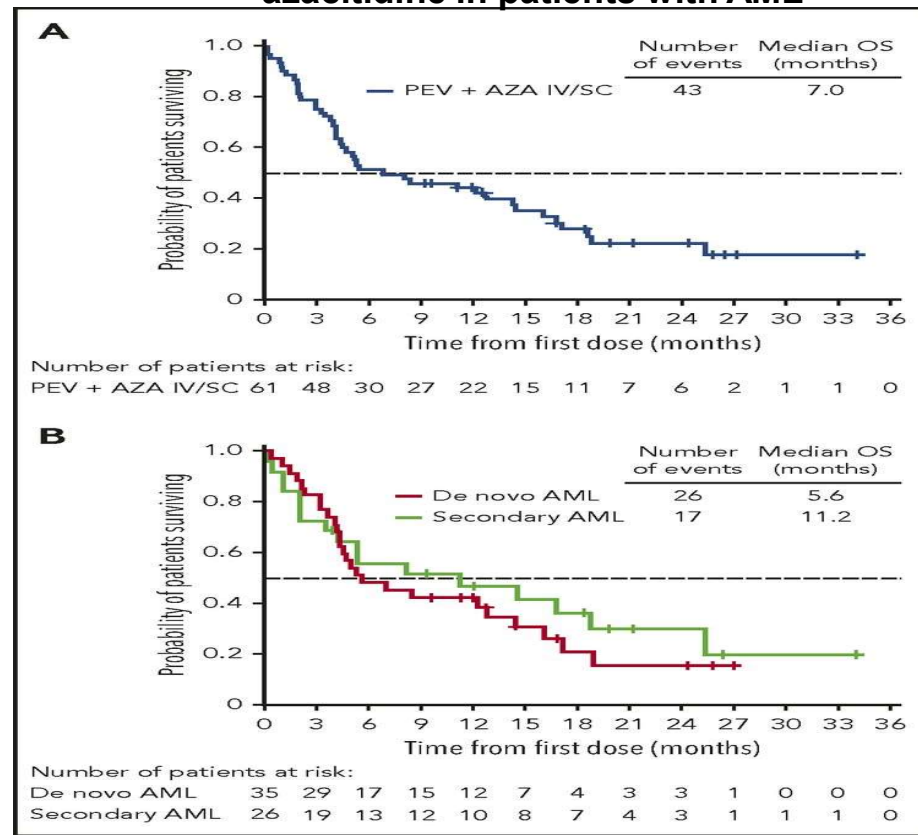 azacitidine in patients with AML
A
Number of events Median OS (months)
PEV + AZA IV/SC 43 7.0
Probability of patients surviving
1.0
0.8
0.6
0.4
0.2
0
0 3 6 9 12 15 18 21 24 27 30 33 36
Time from first dose (months)
Number of patients at risk:
PEV + AZA IV/SC 61 48 30 27 22 15 11 7 6 2 1 1 0
B
Number of events Median OS (months)
De novo AML 26 5.6
Secondary AML 17 11.2
Probability of patients surviving
1.0
0.8
0.6
0.4
0.2
0
0 3 6 9 12 15 18 21 24 27 30 33 36
Time from first dose (months)
Number of patients at risk:
De novo AML 35 29 17 15 12 7 4 3 3 1 0 0 0
Secondary AML 26 19 13 12 10 8 7 4 3 1 1 1 0